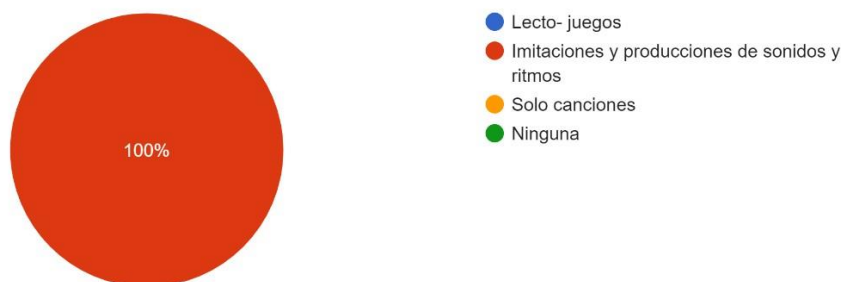 100%
Lecto- juegos
Imitaciones y producciones de sonidos y
ritmos
Solo canciones
Ninguna